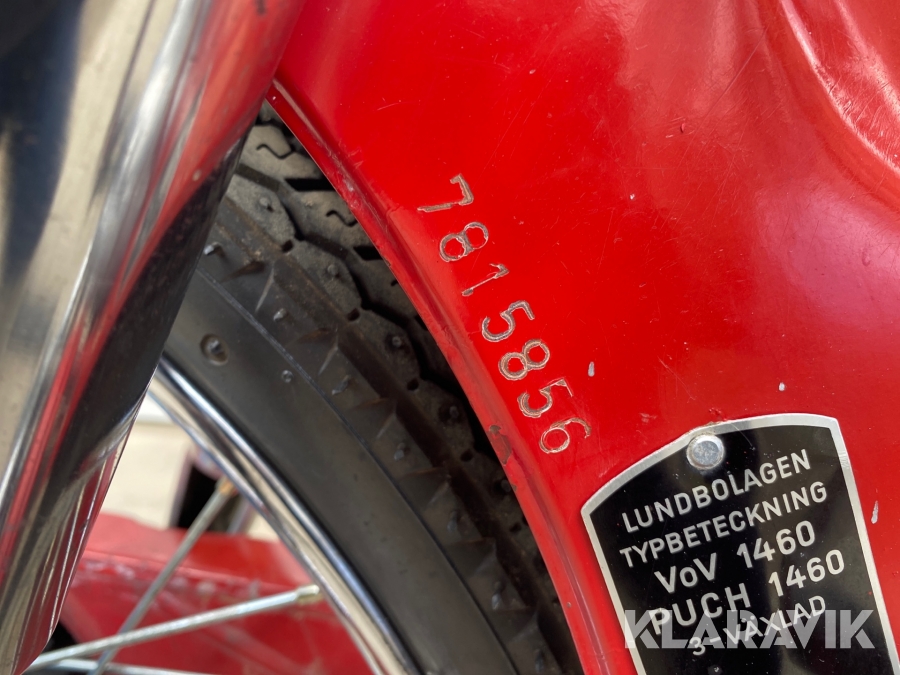 7815856
LUNDBOLAGEN
TYPBETECKNING
VOV 1460
PUCH 1460
3-VÄXLAD
KLARAVIK